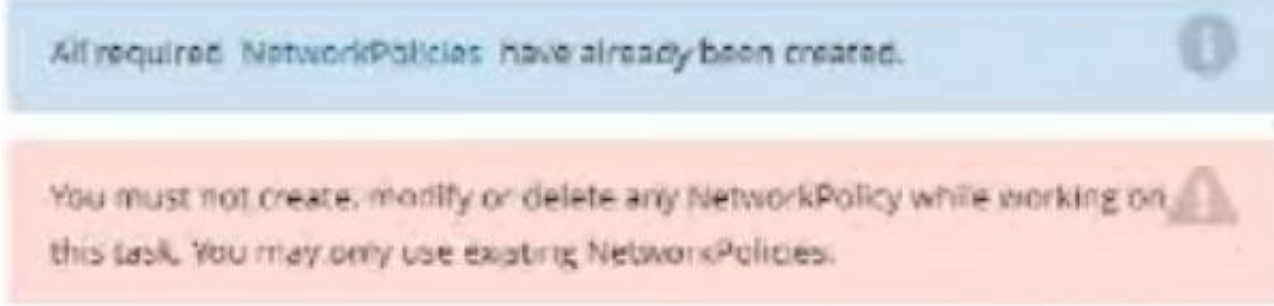 All required NetworkPolicies have already been created.
You must not create, modify or delete any NetworkPolicy while working on
this task. You may only use existing NetworkPolicies.